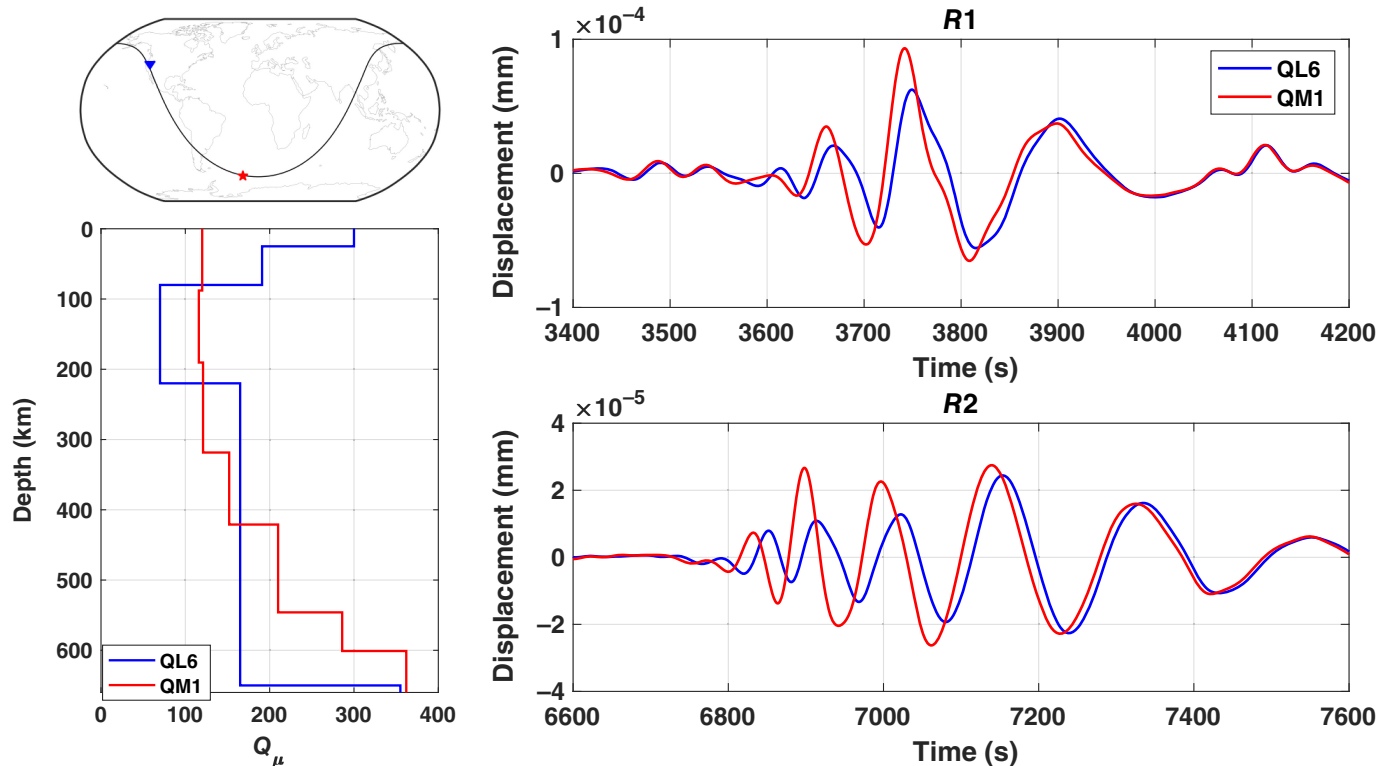 0
100
200
300
400
500
600
Depth (km)
QL6
QM1
0 100 200 300 400
Qμ
R1
×10⁻⁴
1
0
−1
Displacement (mm)
QL6
QM1
3400 3500 3600 3700 3800 3900 4000 4100 4200
Time (s)
R2
×10⁻⁵
4
2
0
−2
−4
Displacement (mm)
6600 6800 7000 7200 7400 7600
Time (s)